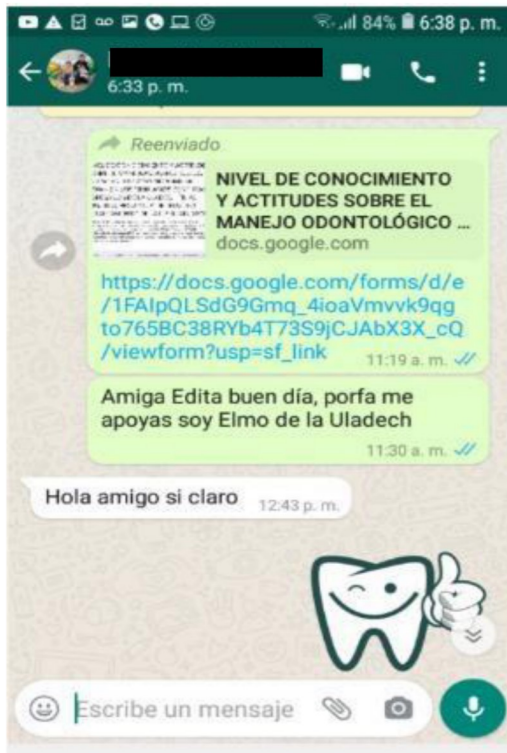 84% 6:38 p. m.
6:33 p. m.
Reenviado
NIVEL DE CONOCIMIENTO
Y ACTITUDES SOBRE EL
MANEJO ODONTOLÓGICO ...
docs.google.com
https://docs.google.com/forms/d/e
/1FAIpQLSdG9Gmq_4ioaVmvvk9qg
to765BC38RYb4T73S9jCJAbX3X_cQ
/viewform?usp=sf_link
11:19 a. m.
Amiga Edita buen día, porfa me
apoyas soy Elmo de la Uladech
11:30 a. m.
Hola amigo si claro
12:43 p. m.
Escribe un mensaje